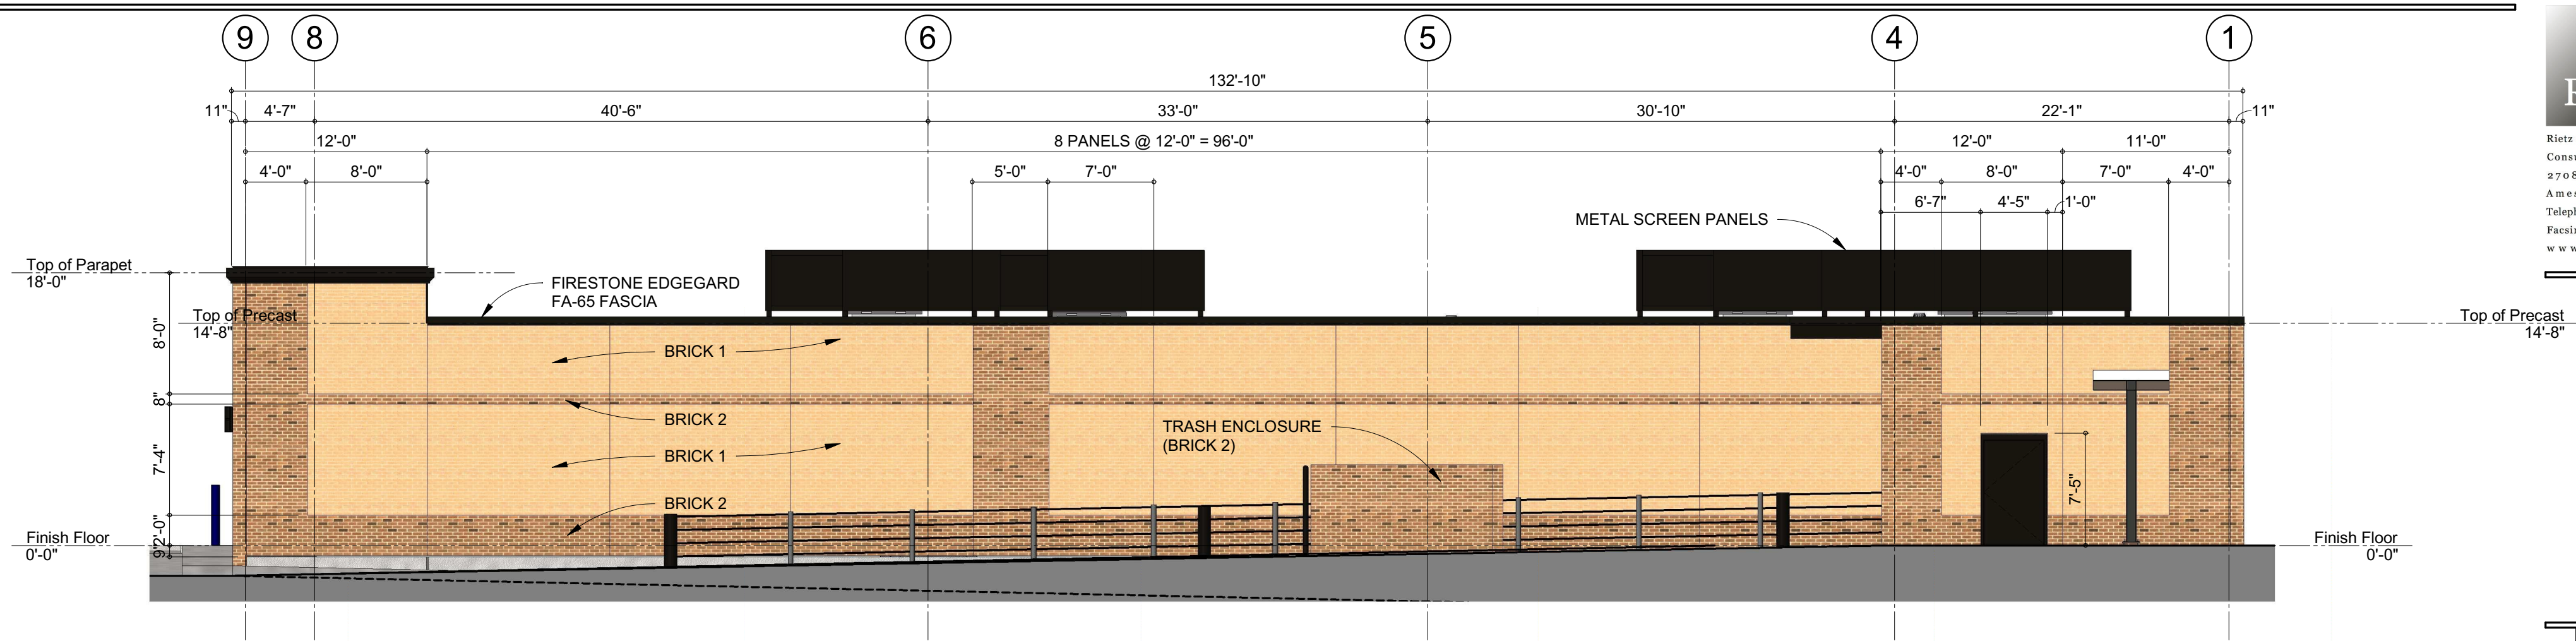 9 8 6 5 4 1
132'-10"
11" 4'-7" 40'-6" 33'-0" 30'-10" 22'-1" 11"
12'-0" 8 PANELS @ 12'-0" = 96'-0" 12'-0" 11'-0"
4'-0" 8'-0" 5'-0" 7'-0" 4'-0" 8'-0" 7'-0" 4'-0"
6'-7" 4'-5" 1'-0"
METAL SCREEN PANELS
Top of Parapet
18'-0"
FIRESTONE EDGEGARD
FA-65 FASCIA
Top of Precast
14'-8"
Top of Precast
14'-8"
8'-0"
BRICK 1
8"
BRICK 2
TRASH ENCLOSURE
(BRICK 2)
BRICK 1
7'-4"
BRICK 2
7'-5"
2'-0"
9"
Finish Floor
0'-0"
Finish Floor
0'-0"
Rietz
Cons
2708
Ames
Telep
Facsi
www